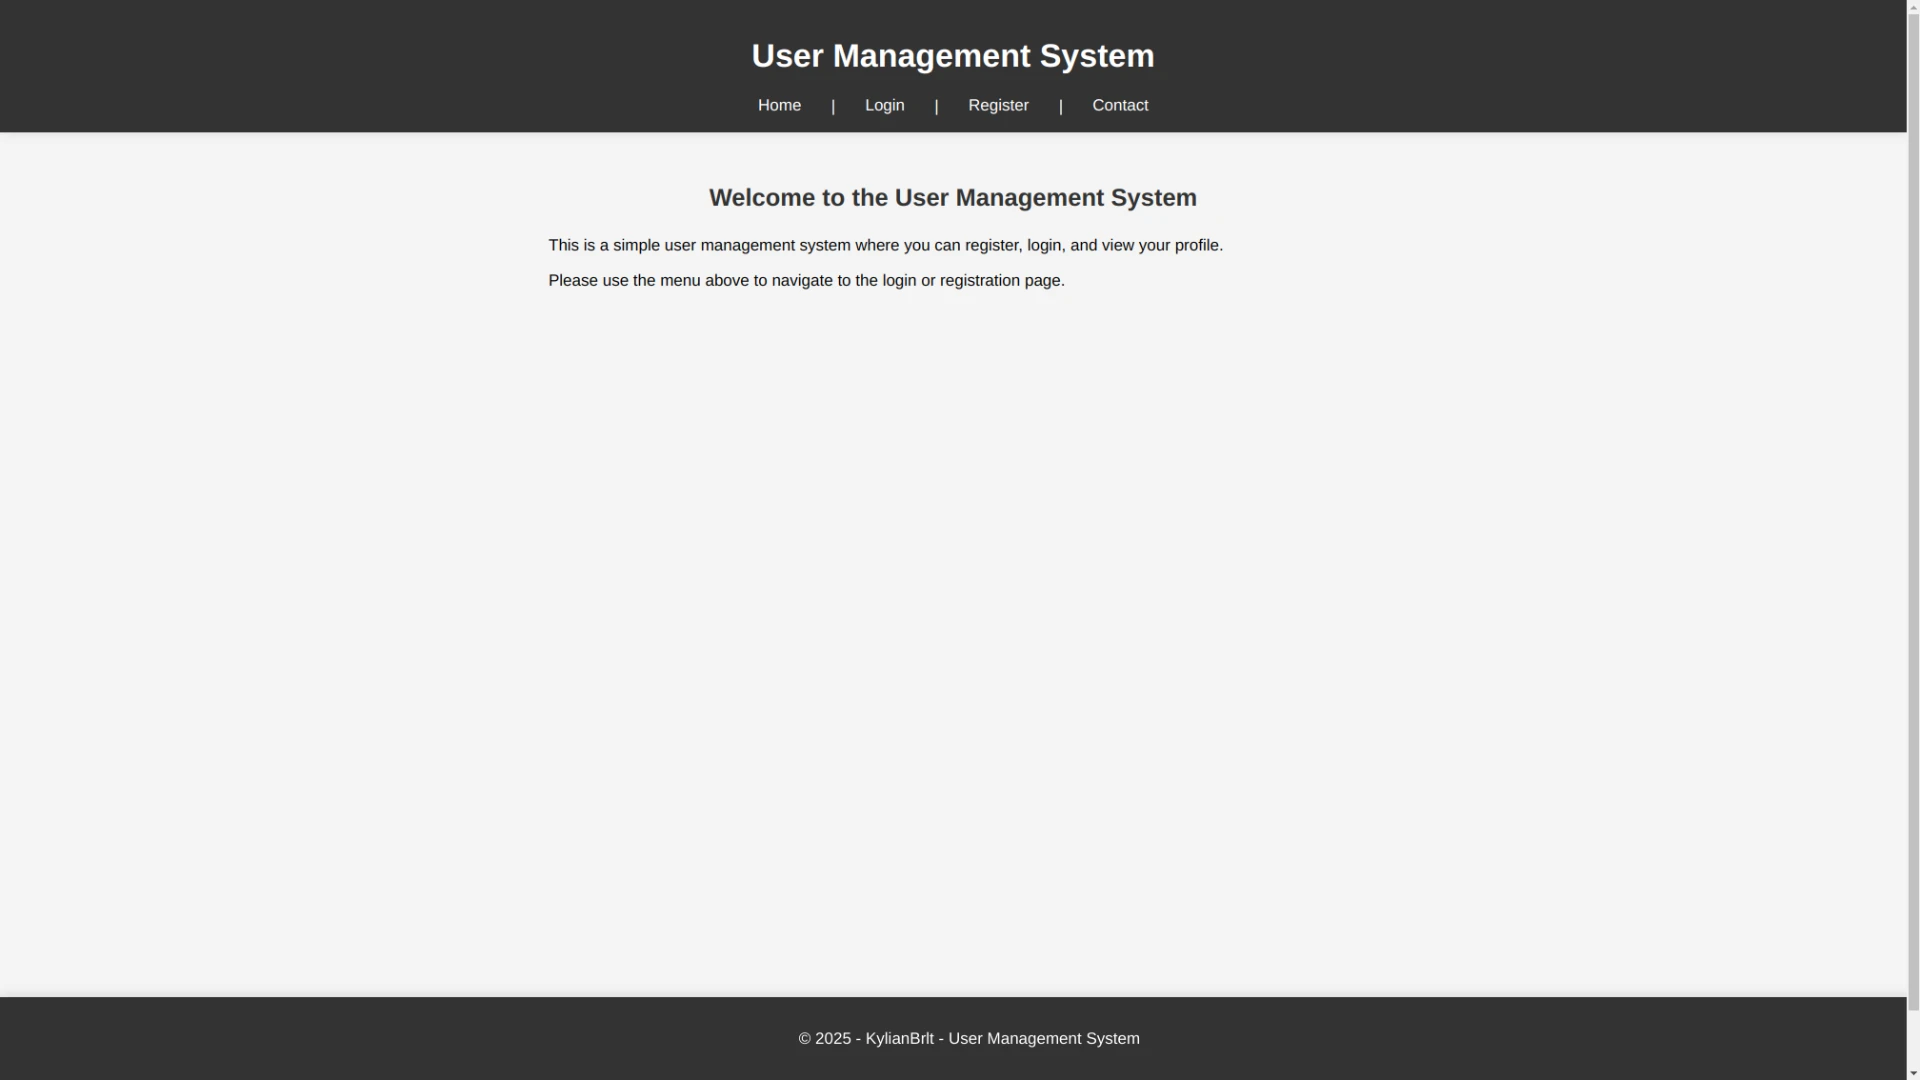 User Management System
Home | Login | Register | Contact
Welcome to the User Management System
This is a simple user management system where you can register, login, and view your profile.
Please use the menu above to navigate to the login or registration page.
© 2025 - KylianBrlt - User Management System